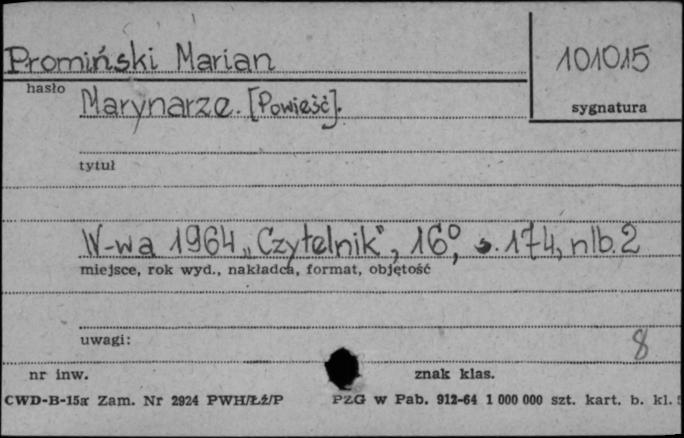 Promiński Marian
101015
hasło
Marynarze. [Powieść].
sygnatura
tytuł
W-wa 1964 „Czytelnik”, 16°, s. 174, nlb. 2
miejsce, rok wyd., nakładca, format, objętość
uwagi:
8
nr inw.
znak klas.
CWD-B-15a Zam. Nr 2924 PWH/Łź/P
PZG w Pab. 912-64 1 000 000 szt. kart. b. kl.